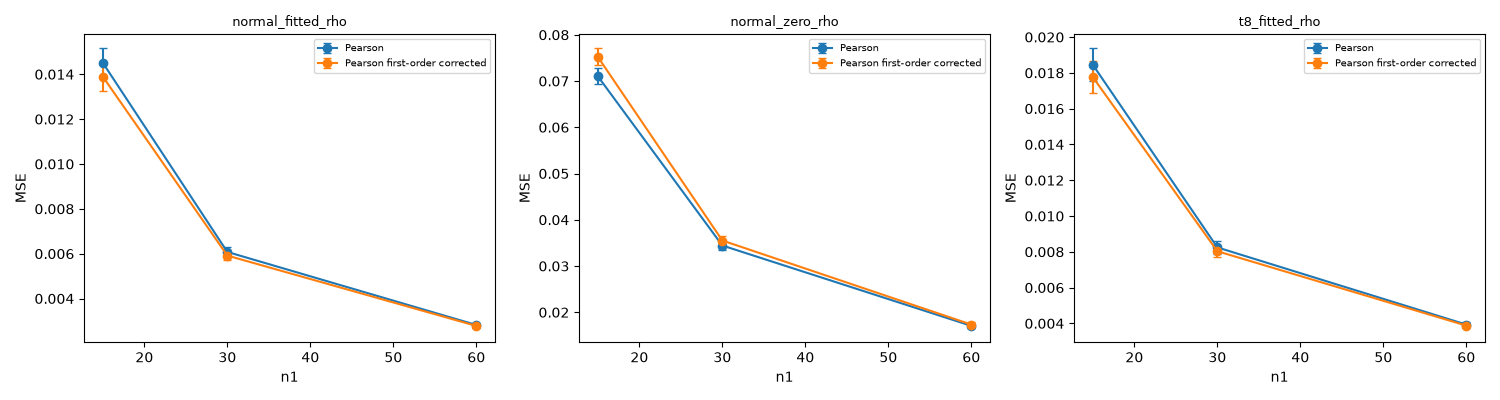 normal_fitted_rho
Pearson
Pearson first-order corrected
MSE
0.014
0.012
0.010
0.008
0.006
0.004
20
30
40
50
60
n1
normal_zero_rho
Pearson
Pearson first-order corrected
MSE
0.08
0.07
0.06
0.05
0.04
0.03
0.02
20
30
40
50
60
n1
t8_fitted_rho
Pearson
Pearson first-order corrected
MSE
0.020
0.018
0.016
0.014
0.012
0.010
0.008
0.006
0.004
20
30
40
50
60
n1